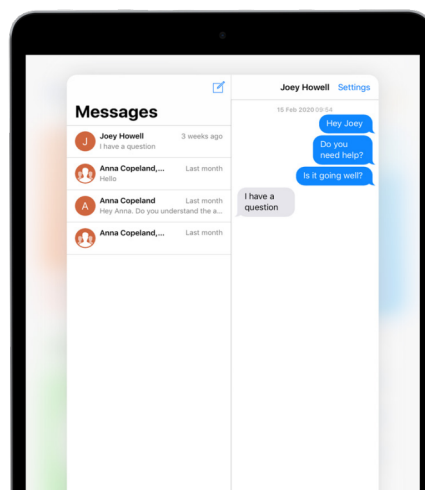 Messages
J
Joey Howell
3 weeks ago
I have a question
Anna Copeland,...
Last month
Hello
A
Anna Copeland
Last month
Hey Anna. Do you understand the a...
Anna Copeland,...
Last month
Joey Howell
Settings
15 Feb 2020 09:54
Hey Joey
Do you
need help?
Is it going well?
I have a
question